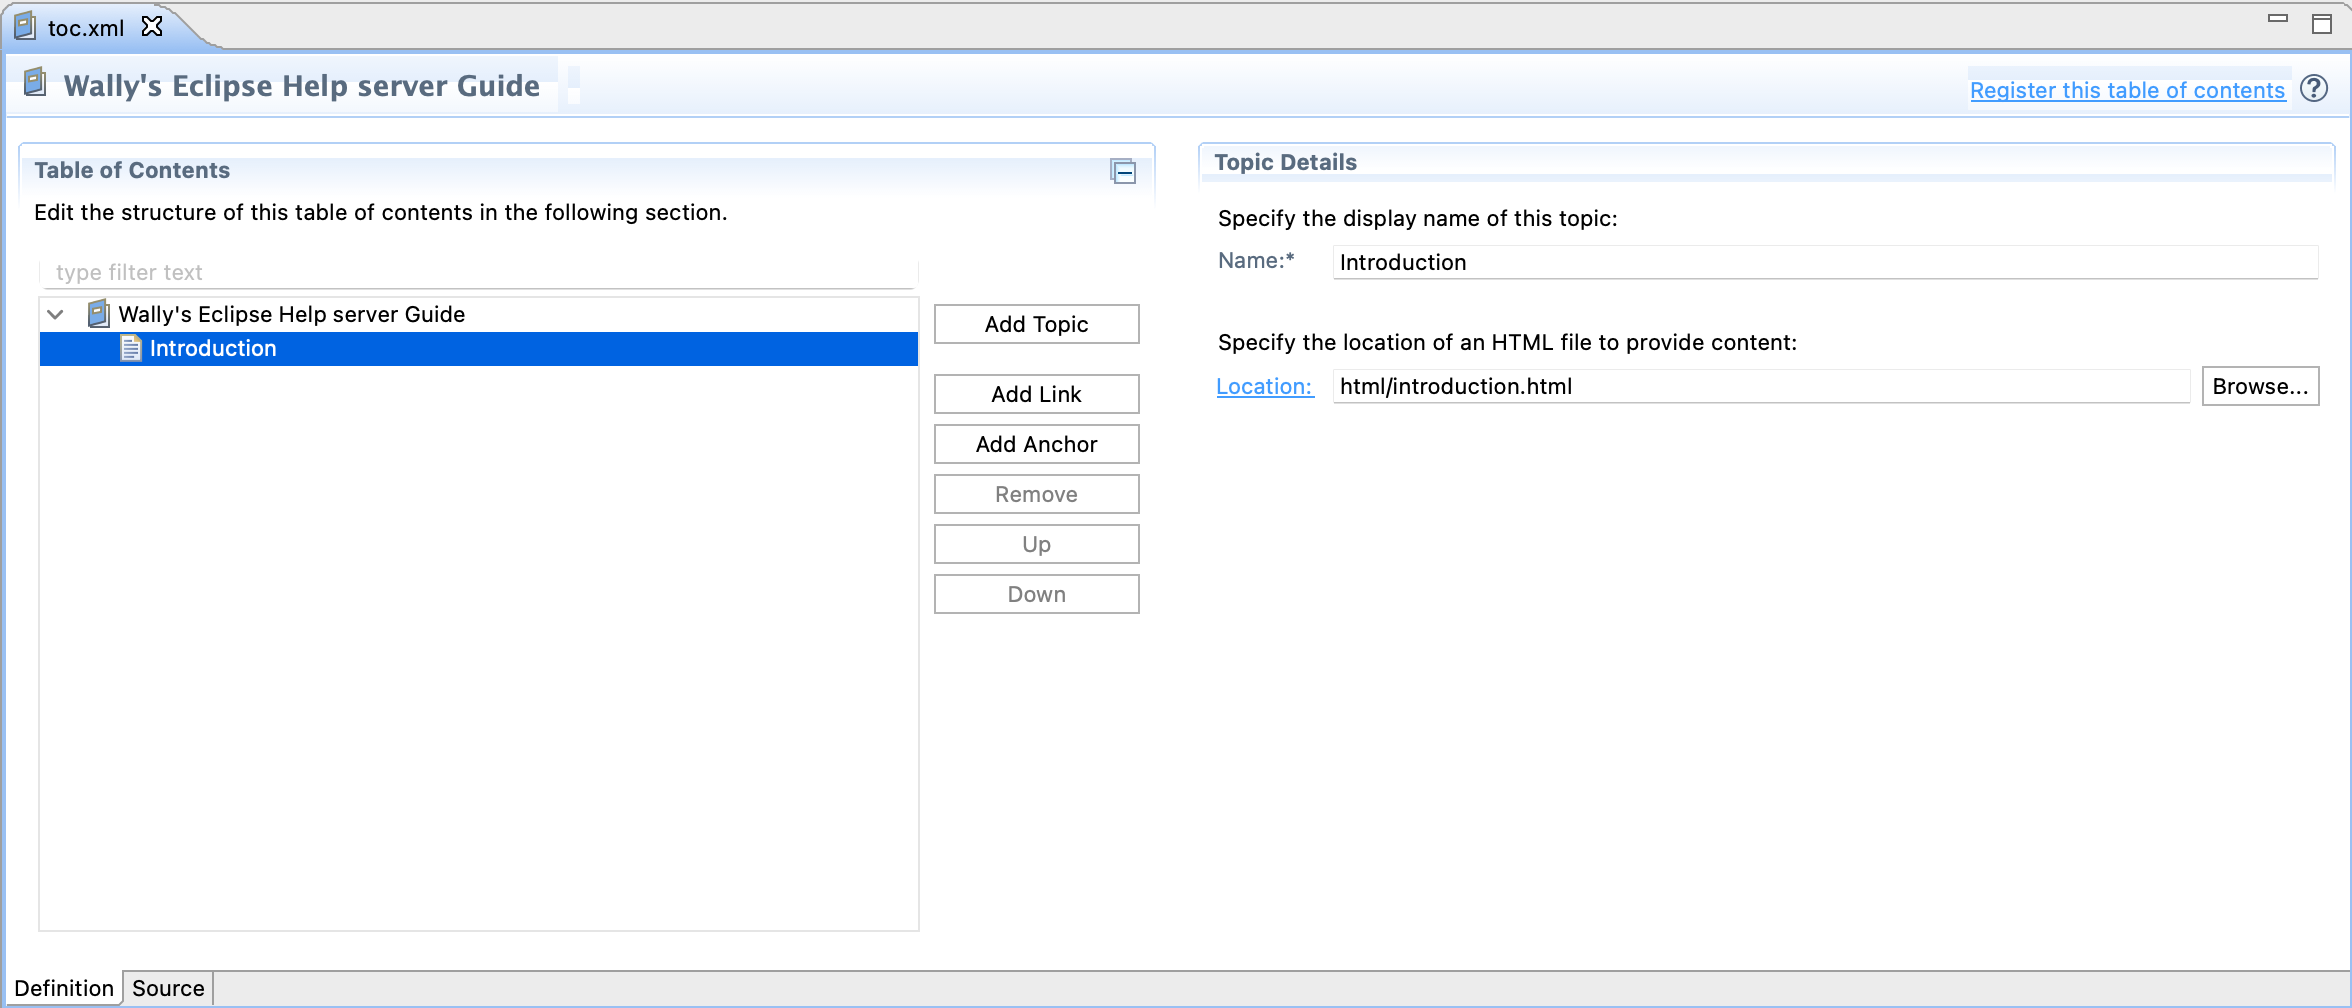 toc.xml
Wally's Eclipse Help server Guide
Register this table of contents
Table of Contents
Edit the structure of this table of contents in the following section.
type filter text
Wally's Eclipse Help server Guide
Introduction
Add Topic
Add Link
Add Anchor
Remove
Up
Down
Topic Details
Specify the display name of this topic:
Name:* Introduction
Specify the location of an HTML file to provide content:
Location: html/introduction.html Browse...
Definition Source